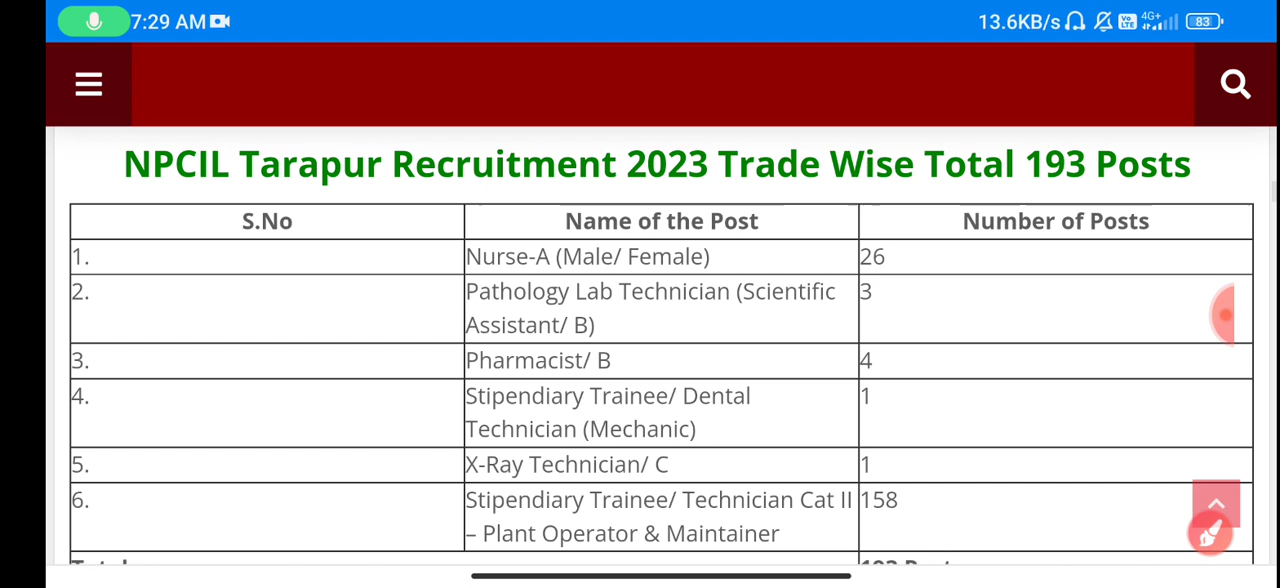 7:29 AM
13.6KB/s Vo LTE 4G+ 83
NPCIL Tarapur Recruitment 2023 Trade Wise Total 193 Posts
S.No Name of the Post Number of Posts
1. Nurse-A (Male/ Female) 26
2. Pathology Lab Technician (Scientific 3
Assistant/ B)
3. Pharmacist/ B 4
4. Stipendiary Trainee/ Dental 1
Technician (Mechanic)
5. X-Ray Technician/ C 1
6. Stipendiary Trainee/ Technician Cat II 158
– Plant Operator & Maintainer